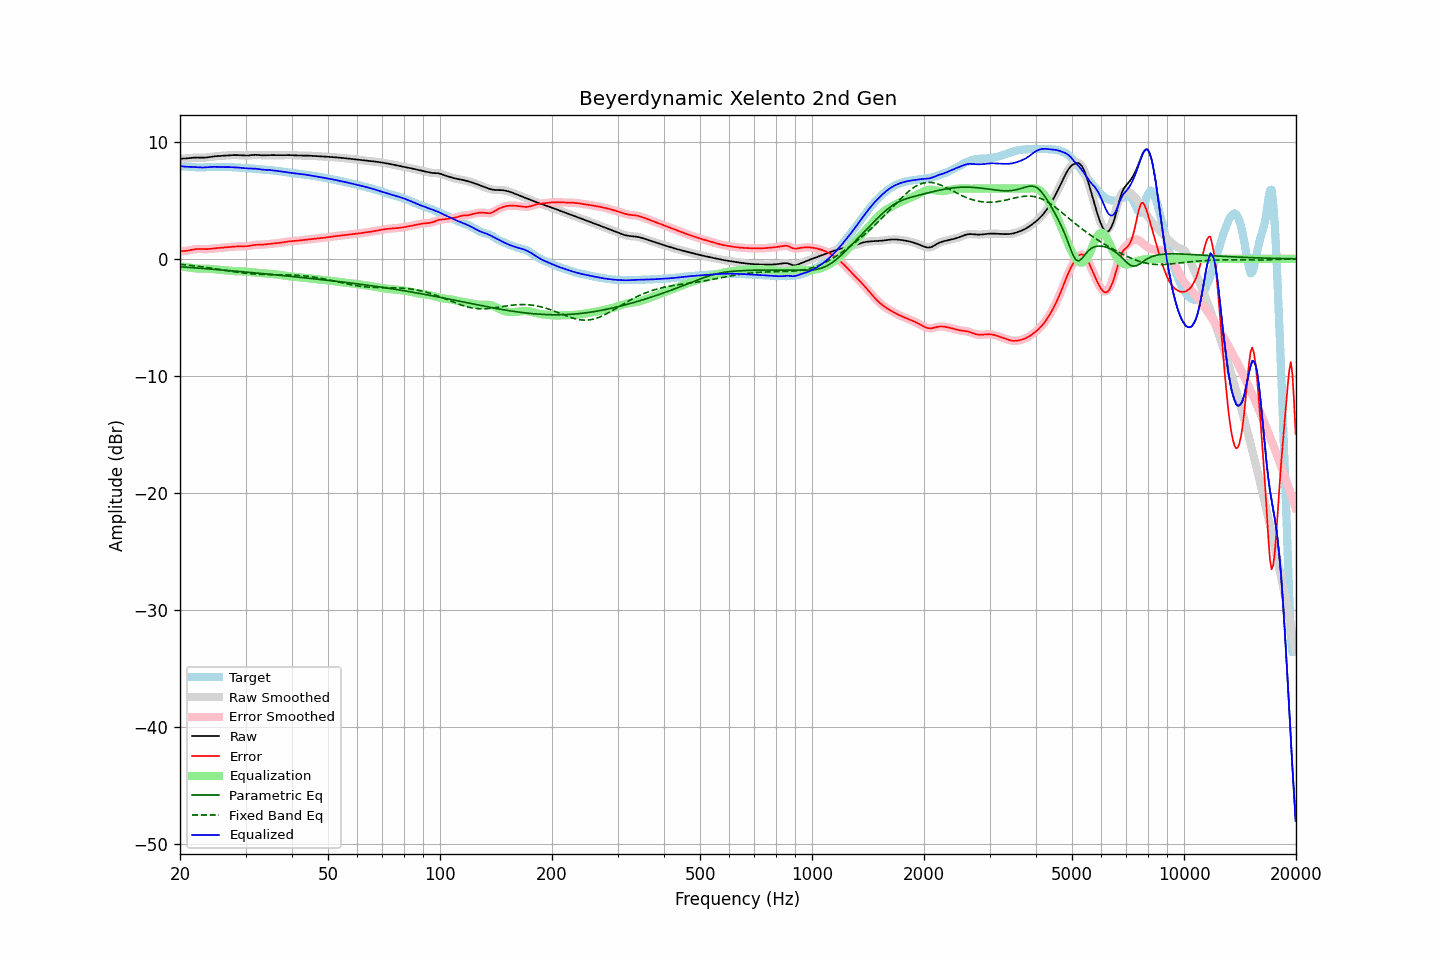 Beyerdynamic Xelento 2nd Gen
Amplitude (dBr)
10
0
−10
−20
−30
−40
−50
Target
Raw Smoothed
Error Smoothed
Raw
Error
Equalization
Parametric Eq
Fixed Band Eq
Equalized
20 50 100 200 500 1000 2000 5000 10000 20000
Frequency (Hz)